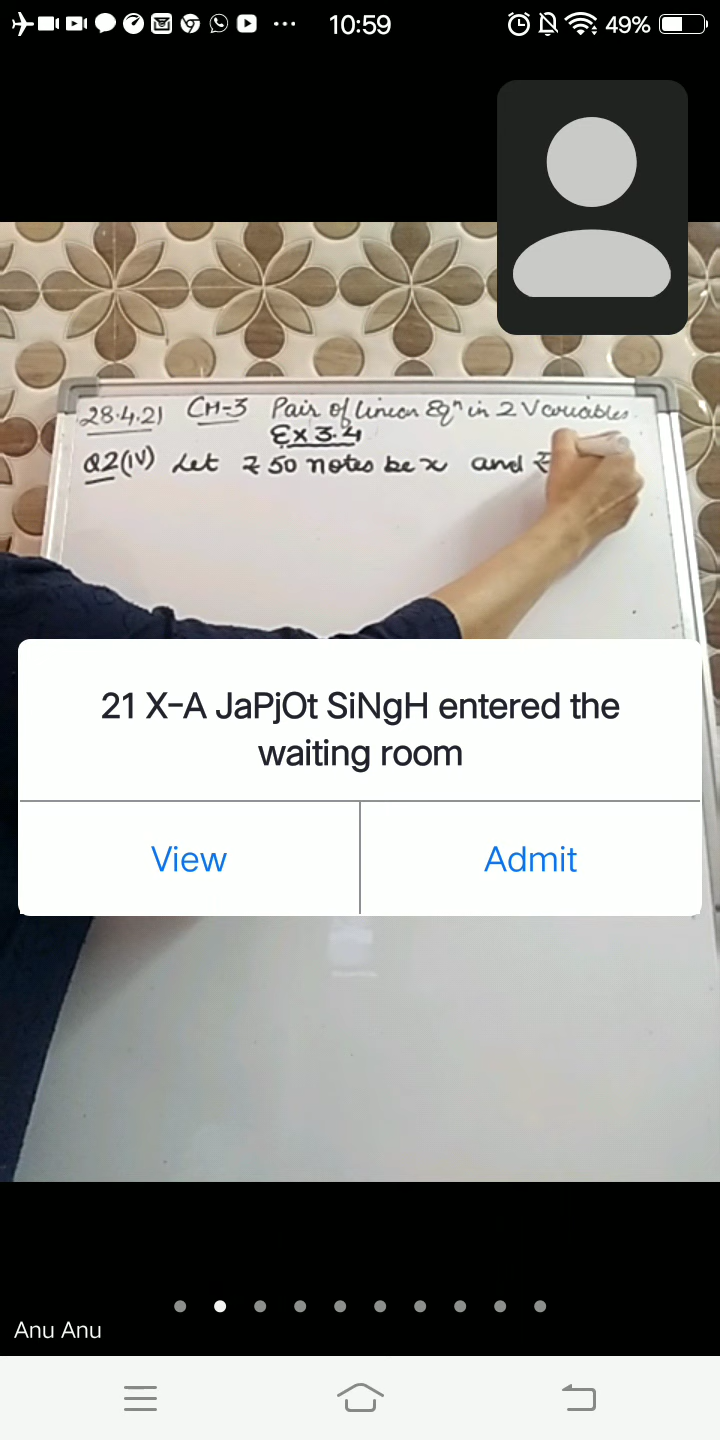 10:59
49%
28.4.21 CH-3 Pair of linear Eqⁿ in 2 Variables.
Ex 3.4
Q2(iv) Let ₹ 50 notes be x and ₹
21 X-A JaPjOt SiNgH entered the
waiting room
View Admit
Anu Anu